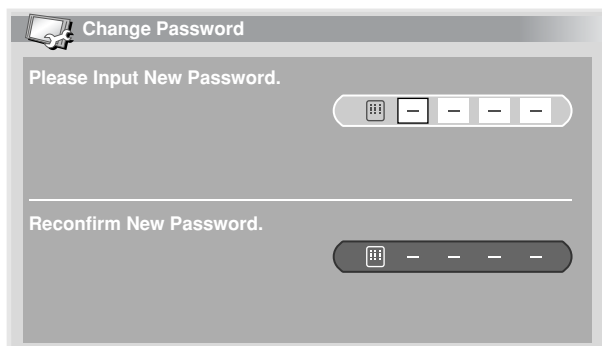 Change Password
Please Input New Password.
– – – –
Reconfirm New Password.
– – – –